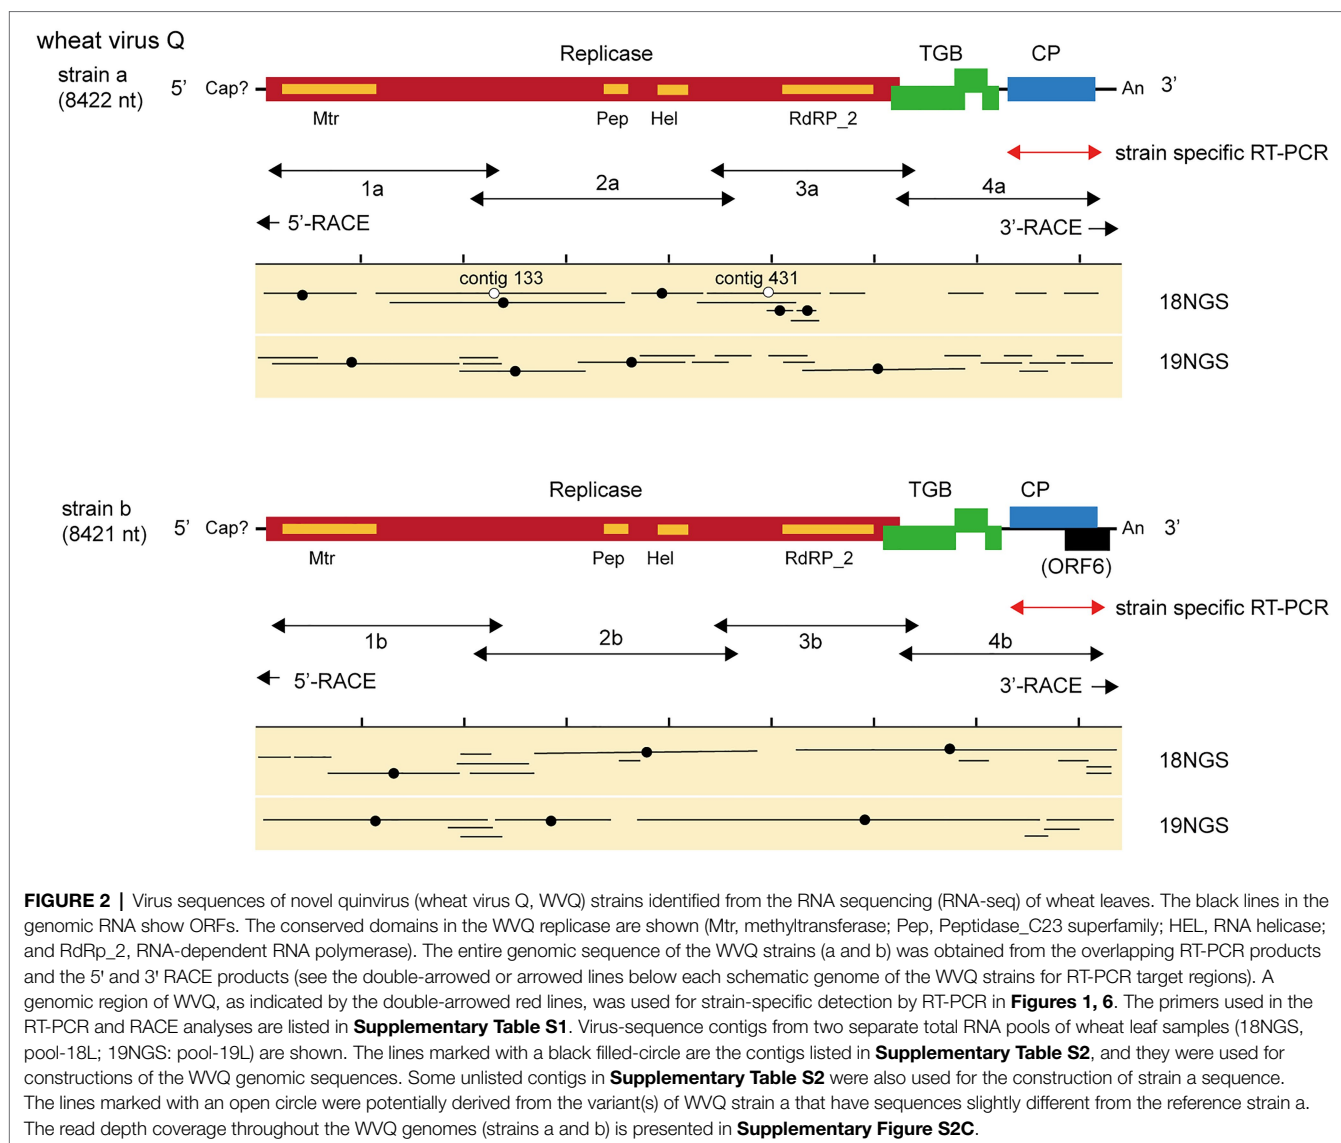 wheat virus Q
Replicase
TGB
CP
strain a
(8422 nt)
5’
Cap?
An
3’
Mtr
Pep
Hel
RdRP_2
strain specific RT-PCR
1a
2a
3a
4a
5’-RACE
3’-RACE
contig 133
contig 431
18NGS
19NGS
Replicase
TGB
CP
strain b
(8421 nt)
5’
Cap?
An
3’
Mtr
Pep
Hel
RdRP_2
(ORF6)
strain specific RT-PCR
1b
2b
3b
4b
5’-RACE
3’-RACE
18NGS
19NGS
FIGURE 2 | Virus sequences of novel quinvirus (wheat virus Q, WVQ) strains identified from the RNA sequencing (RNA-seq) of wheat leaves. The black lines in the
genomic RNA show ORFs. The conserved domains in the WVQ replicase are shown (Mtr, methyltransferase; Pep, Peptidase_C23 superfamily; HEL, RNA helicase;
and RdRp_2, RNA-dependent RNA polymerase). The entire genomic sequence of the WVQ strains (a and b) was obtained from the overlapping RT-PCR products
and the 5' and 3' RACE products (see the double-arrowed or arrowed lines below each schematic genome of the WVQ strains for RT-PCR target regions). A
genomic region of WVQ, as indicated by the double-arrowed red lines, was used for strain-specific detection by RT-PCR in Figures 1, 6. The primers used in the
RT-PCR and RACE analyses are listed in Supplementary Table S1. Virus-sequence contigs from two separate total RNA pools of wheat leaf samples (18NGS,
pool-18L; 19NGS: pool-19L) are shown. The lines marked with a black filled-circle are the contigs listed in Supplementary Table S2, and they were used for
constructions of the WVQ genomic sequences. Some unlisted contigs in Supplementary Table S2 were also used for the construction of strain a sequence.
The lines marked with an open circle were potentially derived from the variant(s) of WVQ strain a that have sequences slightly different from the reference strain a.
The read depth coverage throughout the WVQ genomes (strains a and b) is presented in Supplementary Figure S2C.